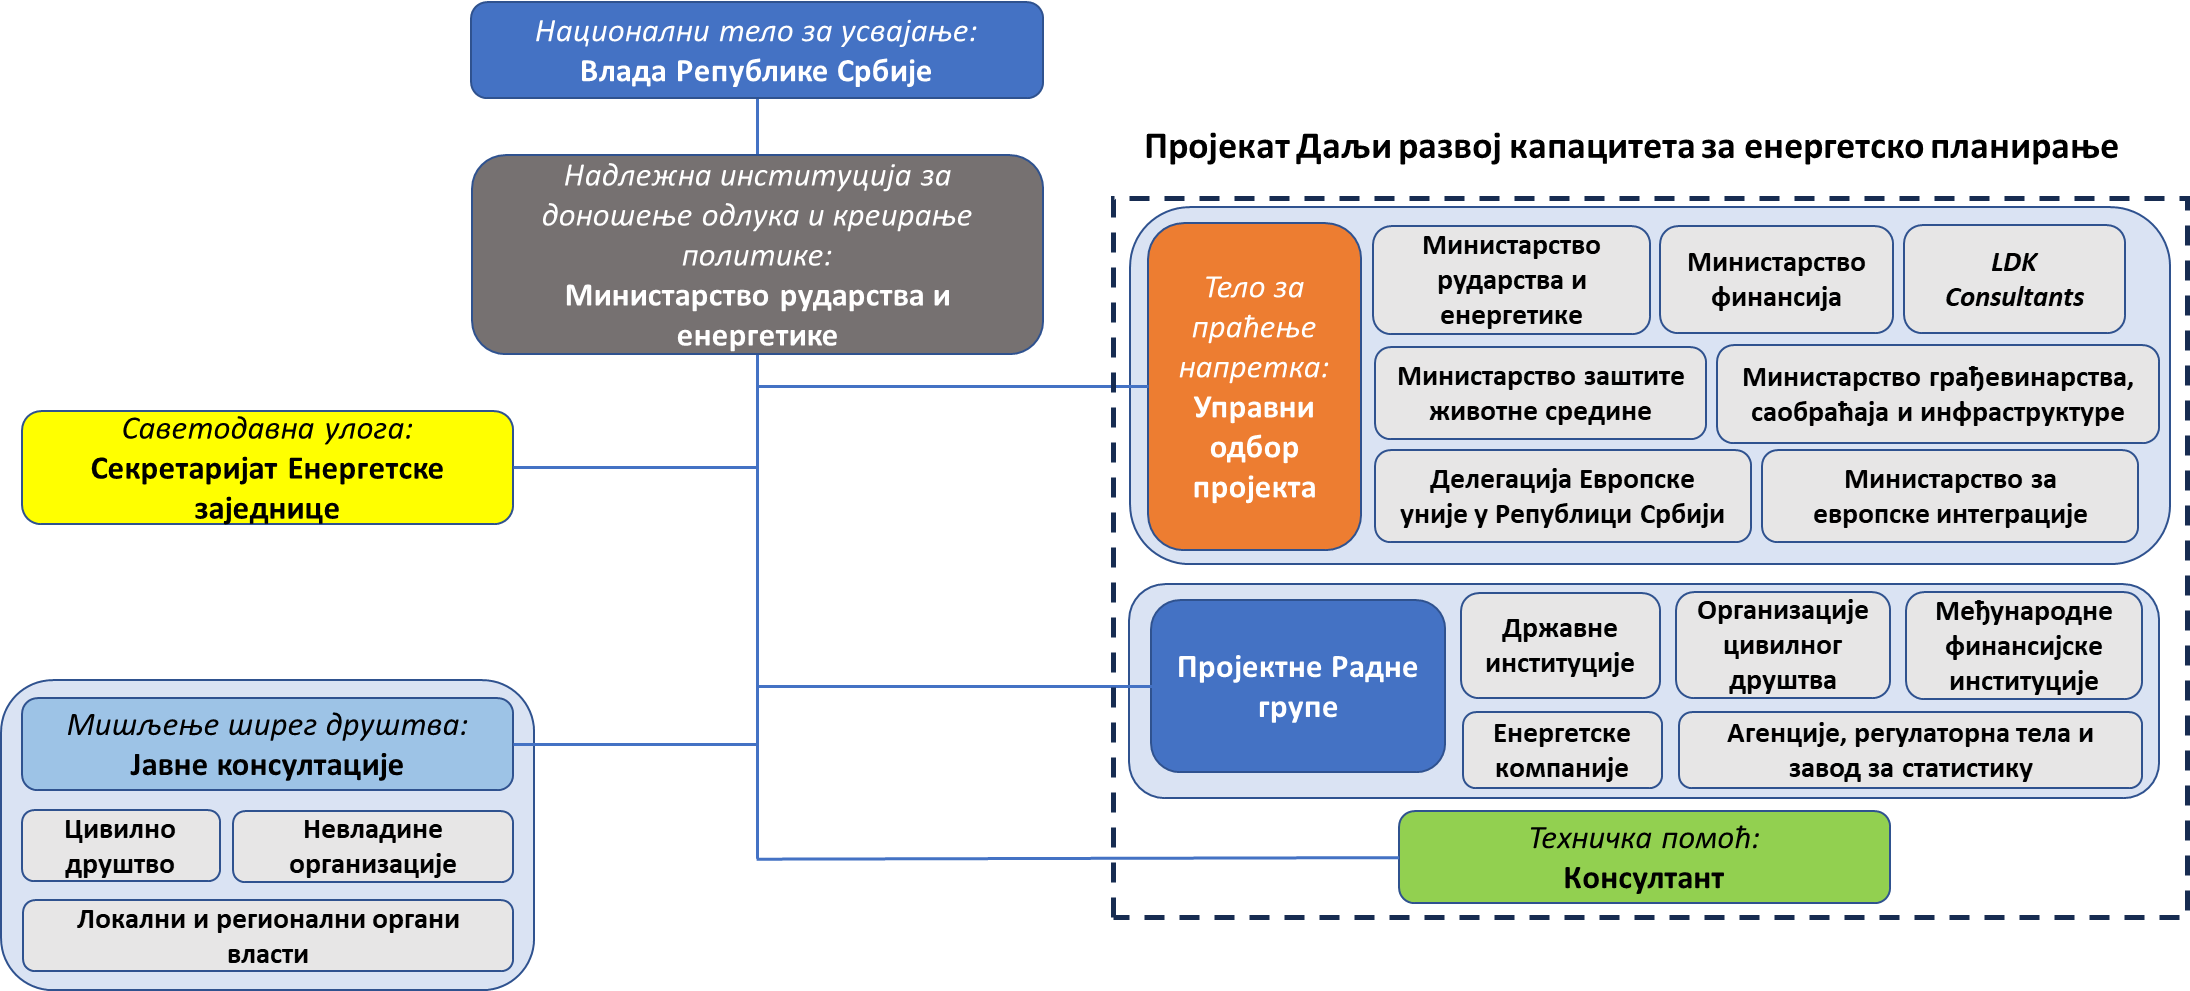 Национални тело за усвајање:
Влада Републике Србије
Надлежна институција за
доношење одлука и креирање
политике:
Министарство рударства и
енергетике
Саветодавна улога:
Секретаријат Енергетске
заједнице
Мишљење ширег друштва:
Јавне консултације
Цивилно
друштво
Невладине
организације
Локални и регионални органи
власти
Пројекат Даљи развој капацитета за енергетско планирање
Тело за
праћење
напретка:
Управни
одбор
пројекта
Министарство
рударства и
енергетике
Министарство
финансија
LDK
Consultants
Министарство заштите
животне средине
Министарство грађевинарства,
саобраћаја и инфраструктуре
Делегација Европске
уније у Републици Србији
Министарство за
европске интеграције
Пројектне Радне
групе
Државне
институције
Организације
цивилног
друштва
Међународне
финансијске
институције
Енергетске
компаније
Агенције, регулаторна тела и
завод за статистику
Техничка помоћ:
Консултант